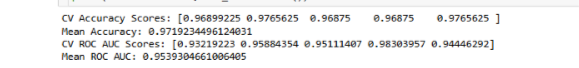 CV Accuracy Scores: [0.96899225 0.9765625  0.96875    0.96875    0.9765625 ]
Mean Accuracy: 0.9719234496124031
CV ROC AUC Scores: [0.93219223 0.95884354 0.95111407 0.98303957 0.94446292]
Mean ROC AUC: 0.9539304661006405